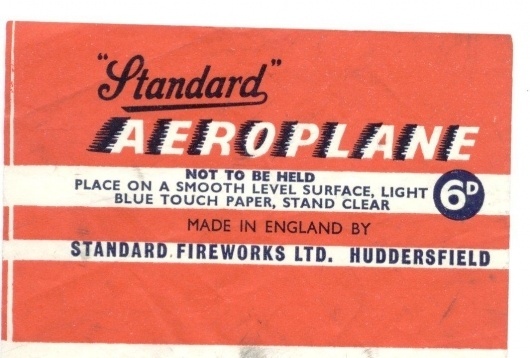 "Standard"
AEROPLANE
NOT TO BE HELD
PLACE ON A SMOOTH LEVEL SURFACE, LIGHT
BLUE TOUCH PAPER, STAND CLEAR
6D
MADE IN ENGLAND BY
STANDARD FIREWORKS LTD. HUDDERSFIELD